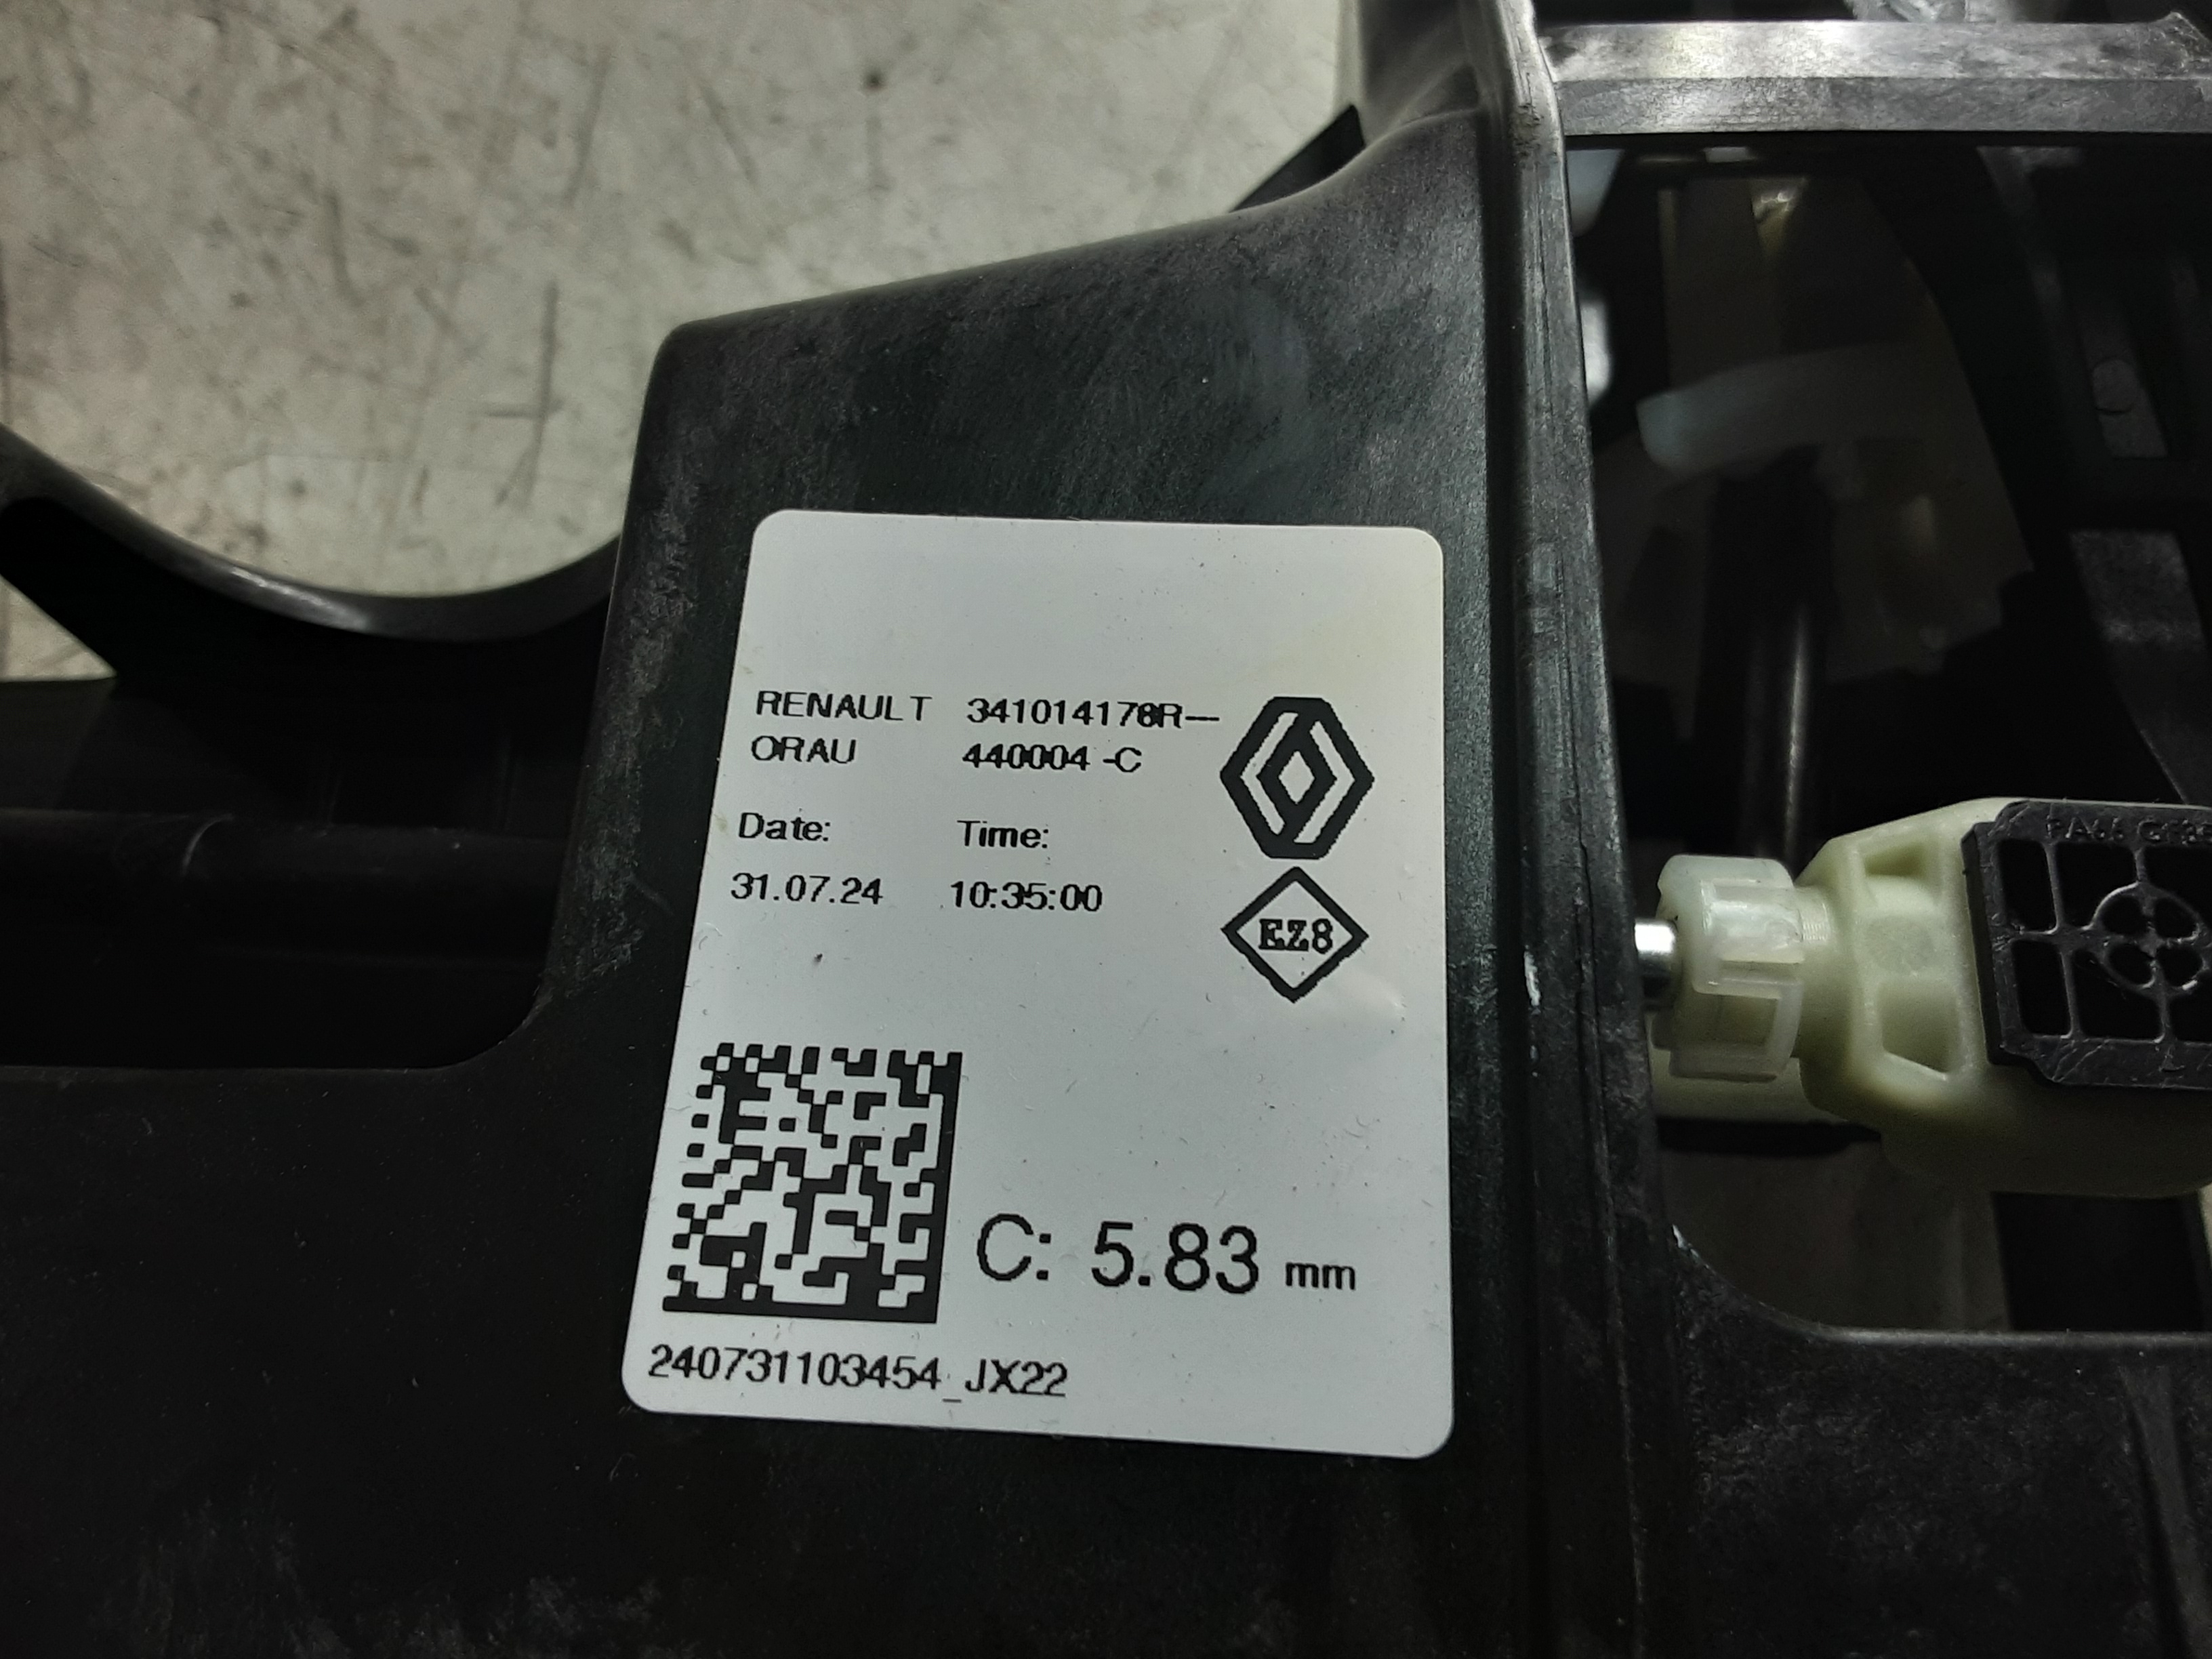 RENAULT 341014178R---
ORAU 440004 -C
Date: Time:
31.07.24 10:35:00
EZ8
C: 5.83 mm
240731103454_JX22